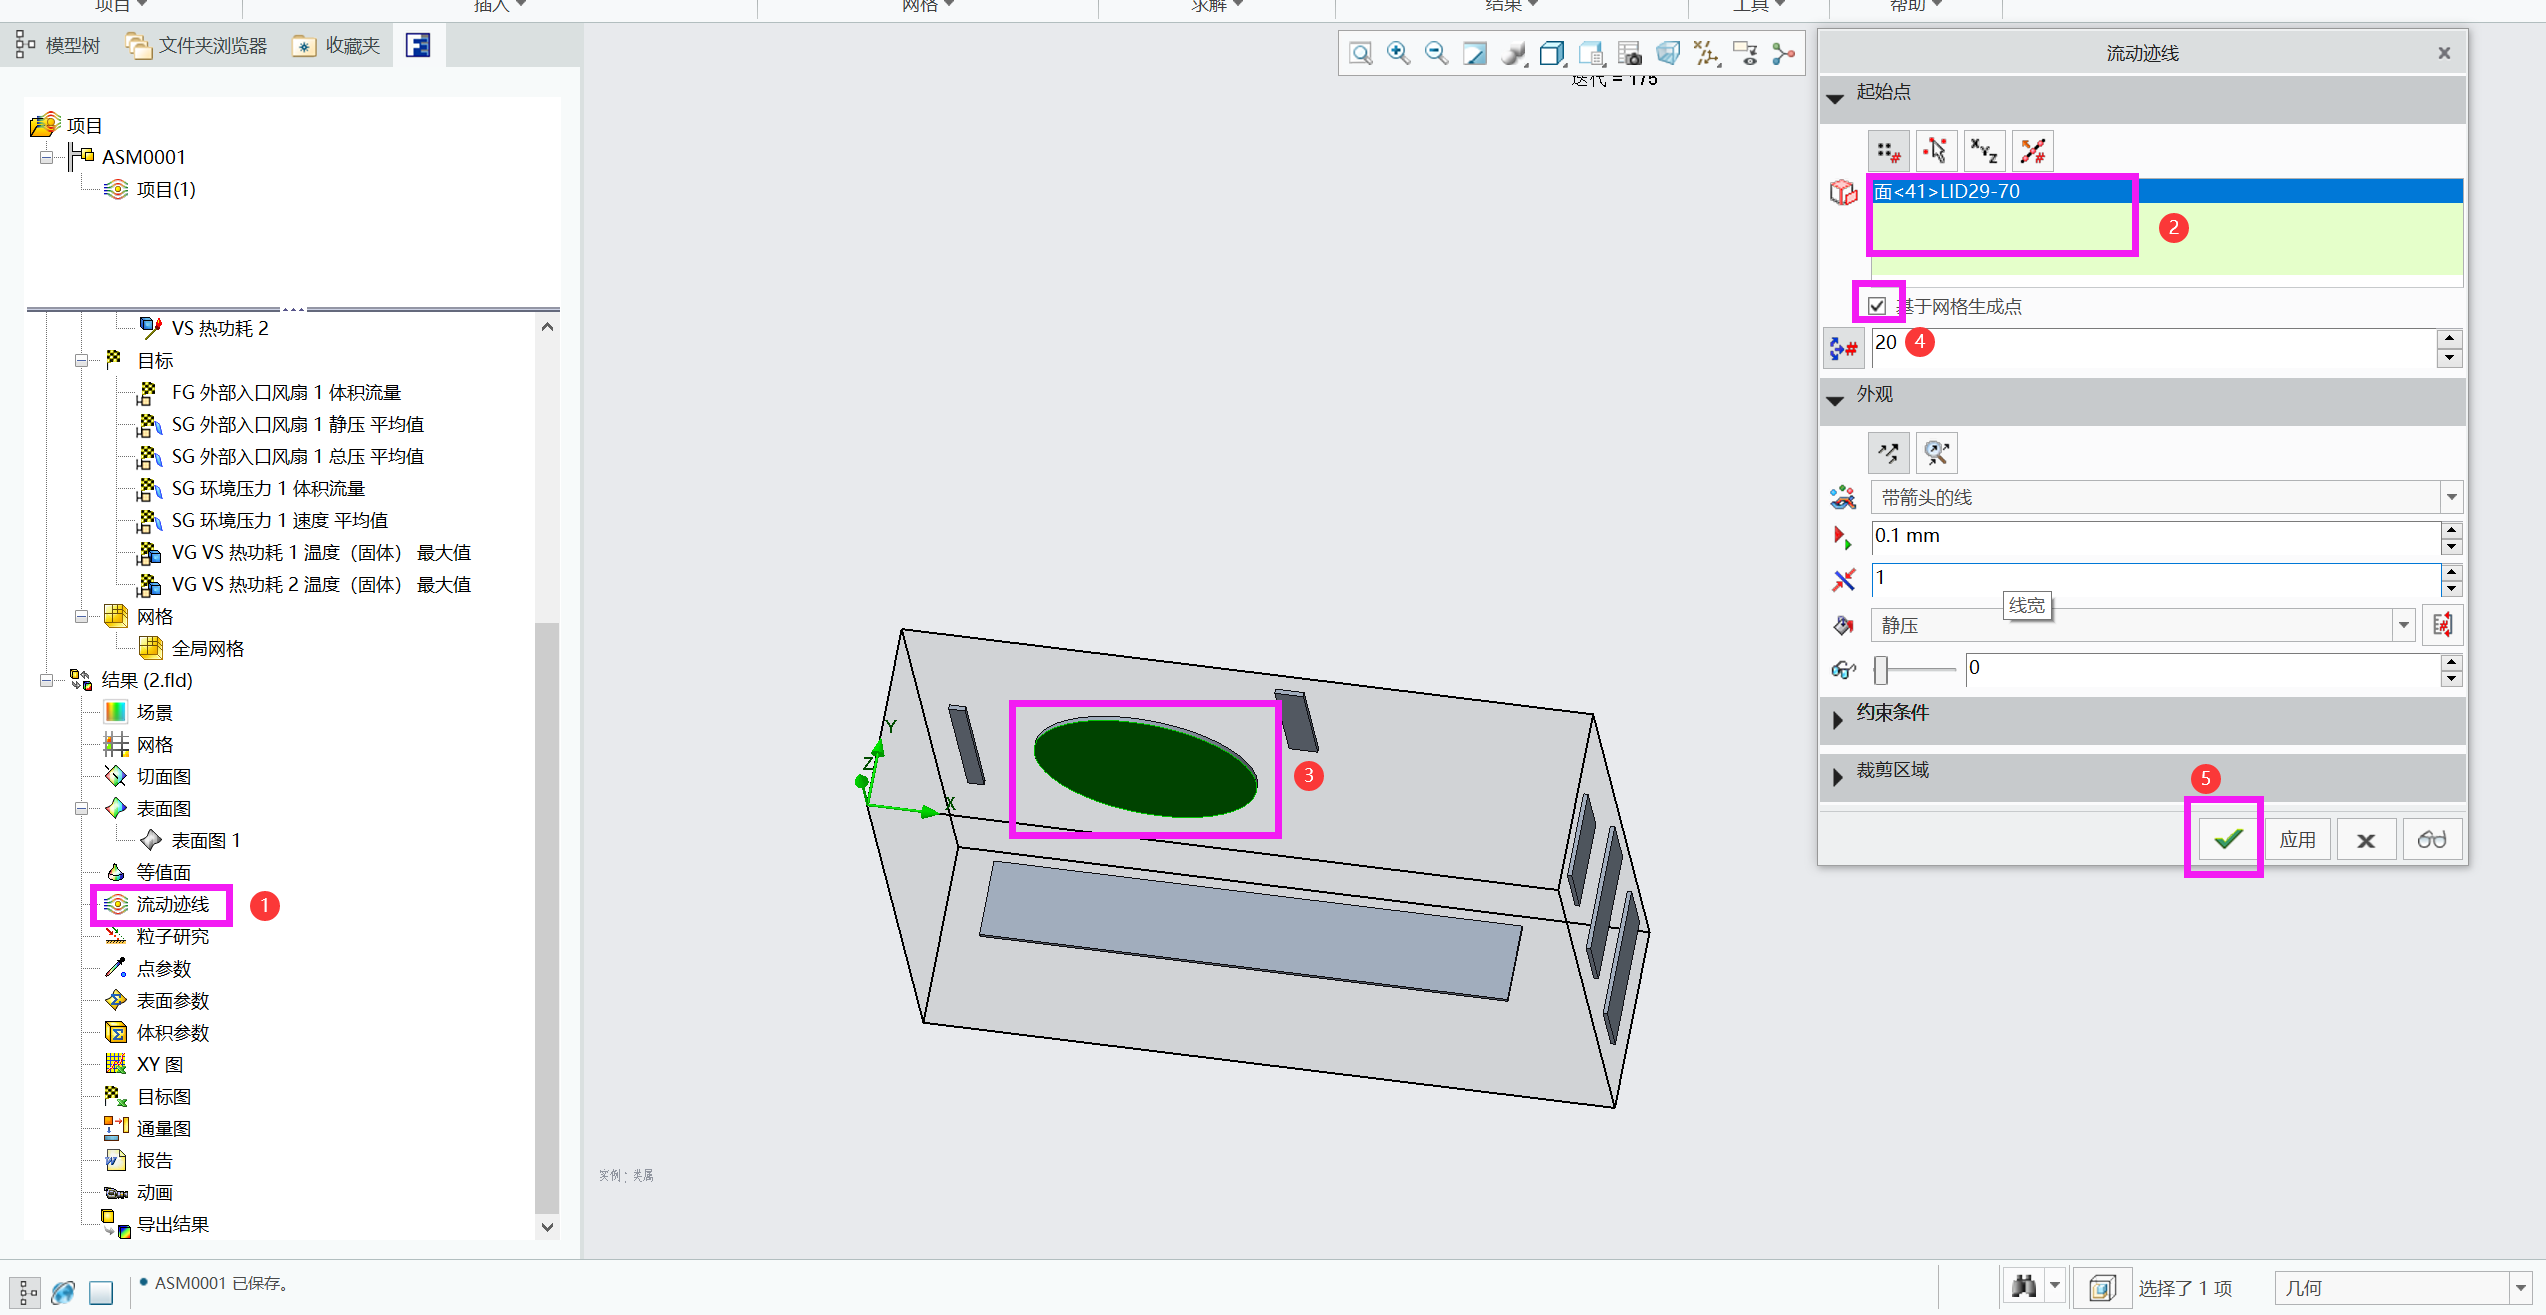 项目 插入 网格 求解 结果 工具 帮助
模型树 文件夹浏览器 收藏夹
迭代 = 175
项目
ASM0001
项目(1)
VS 热功耗 2
目标
FG 外部入口风扇 1 体积流量
SG 外部入口风扇 1 静压 平均值
SG 外部入口风扇 1 总压 平均值
SG 环境压力 1 体积流量
SG 环境压力 1 速度 平均值
VG VS 热功耗 1 温度（固体） 最大值
VG VS 热功耗 2 温度（固体） 最大值
网格
全局网格
结果 (2.fld)
场景
网格
切面图
表面图
表面图 1
等值面
流动迹线
1
粒子研究
点参数
表面参数
体积参数
XY 图
目标图
通量图
报告
动画
导出结果
Y
Z
X
3
实例：类属
流动迹线
起始点
面<41>LID29-70
2
基于网格生成点
20
4
外观
带箭头的线
0.1 mm
1
线宽
静压
0
约束条件
裁剪区域
5
应用
ASM0001 已保存。
选择了 1 项
几何